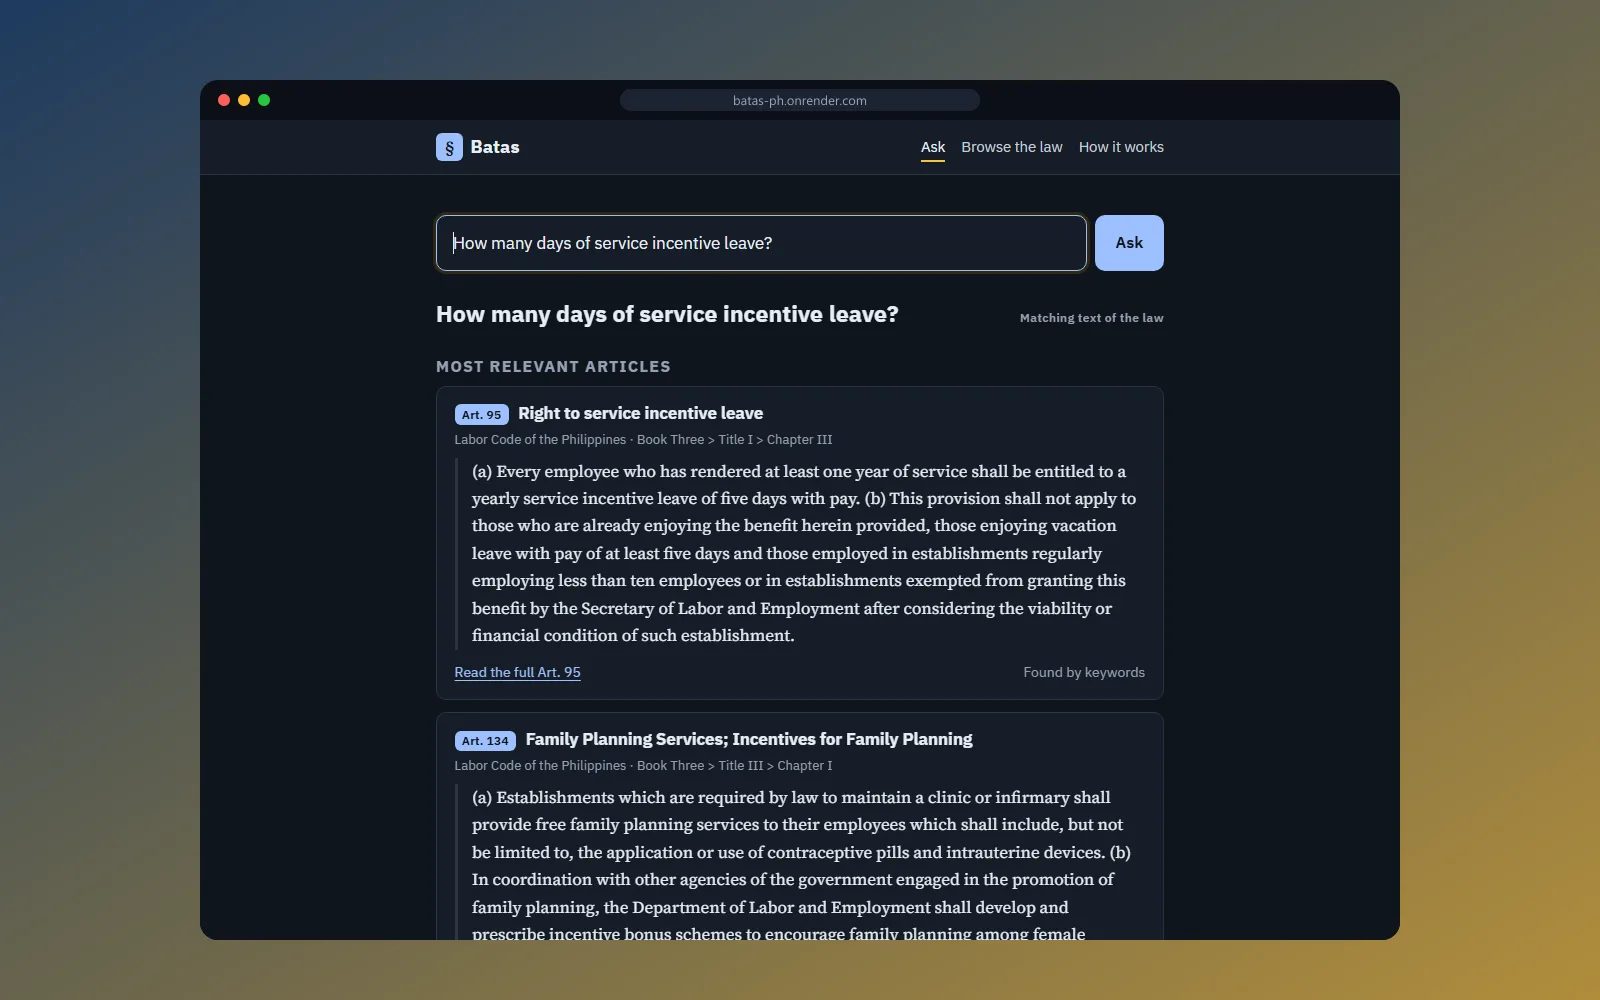 batas-ph.onrender.com
§ Batas
Ask Browse the law How it works
How many days of service incentive leave?
Ask
How many days of service incentive leave?
Matching text of the law
MOST RELEVANT ARTICLES
Art. 95 Right to service incentive leave
Labor Code of the Philippines · Book Three > Title I > Chapter III
(a) Every employee who has rendered at least one year of service shall be entitled to a
yearly service incentive leave of five days with pay. (b) This provision shall not apply to
those who are already enjoying the benefit herein provided, those enjoying vacation
leave with pay of at least five days and those employed in establishments regularly
employing less than ten employees or in establishments exempted from granting this
benefit by the Secretary of Labor and Employment after considering the viability or
financial condition of such establishment.
Read the full Art. 95
Found by keywords
Art. 134 Family Planning Services; Incentives for Family Planning
Labor Code of the Philippines · Book Three > Title III > Chapter I
(a) Establishments which are required by law to maintain a clinic or infirmary shall
provide free family planning services to their employees which shall include, but not
be limited to, the application or use of contraceptive pills and intrauterine devices. (b)
In coordination with other agencies of the government engaged in the promotion of
family planning, the Department of Labor and Employment shall develop and
prescribe incentive bonus schemes to encourage family planning among female